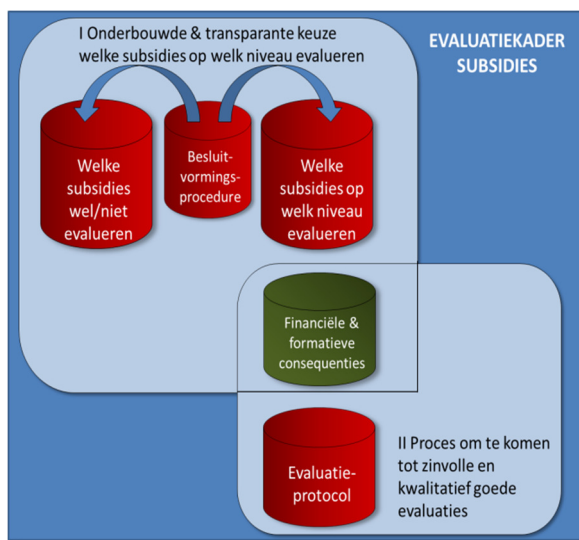 I Onderbouwde & transparante keuze
welke subsidies op welk niveau evalueren
EVALUATIEKADER
SUBSIDIES
Welke
subsidies
wel/niet
evalueren
Besluit-
vormings-
procedure
Welke
subsidies op
welk niveau
evalueren
Financiële &
formatieve
consequenties
Evaluatie-
protocol
II Proces om te komen
tot zinvolle en
kwalitatief goede
evaluaties